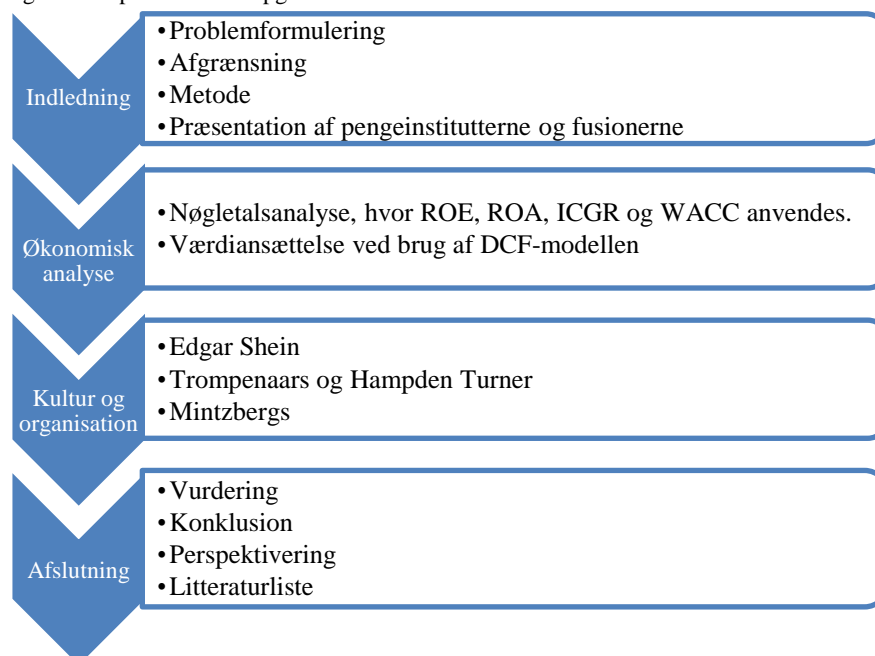 Indledning
•Problemformulering
•Afgrænsning
•Metode
•Præsentation af pengeinstitutterne og fusionerne
Økonomisk
analyse
•Nøgletalsanalyse, hvor ROE, ROA, ICGR og WACC anvendes.
•Værdiansættelse ved brug af DCF-modellen
Kultur og
organisation
•Edgar Shein
•Trompenaars og Hampden Turner
•Mintzbergs
Afslutning
•Vurdering
•Konklusion
•Perspektivering
•Litteraturliste